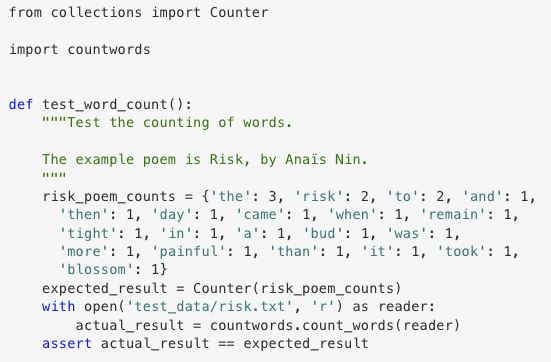 from collections import Counter
import countwords
def test_word_count():
"""Test the counting of words.
The example poem is Risk, by Anaïs Nin.
"""
risk_poem_counts = {'the': 3, 'risk': 2, 'to': 2, 'and': 1,
'then': 1, 'day': 1, 'came': 1, 'when': 1, 'remain': 1,
'tight': 1, 'in': 1, 'a': 1, 'bud': 1, 'was': 1,
'more': 1, 'painful': 1, 'than': 1, 'it': 1, 'took': 1,
'blossom': 1}
expected_result = Counter(risk_poem_counts)
with open('test_data/risk.txt', 'r') as reader:
actual_result = countwords.count_words(reader)
assert actual_result == expected_result